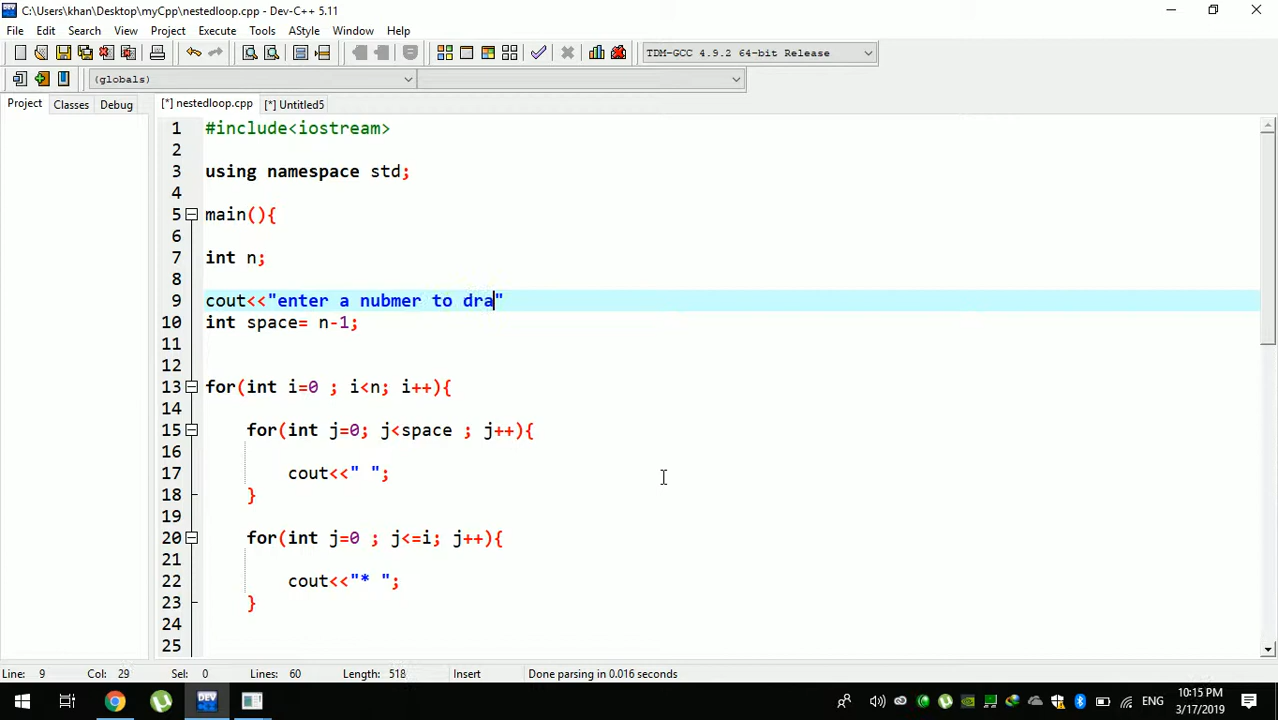 C:\Users\khan\Desktop\myCpp\nestedloop.cpp - Dev-C++ 5.11
File Edit Search View Project Execute Tools AStyle Window Help
TDM-GCC 4.9.2 64-bit Release
(globals)
Project Classes Debug [*] nestedloop.cpp [*] Untitled5
1 #include<iostream>
2
3 using namespace std;
4
5 main(){
6
7 int n;
8
9 cout<<"enter a nubmer to dra"
10 int space= n-1;
11
12
13 for(int i=0 ; i<n; i++){
14
15 for(int j=0; j<space ; j++){
16
17 cout<<" ";
18 }
19
20 for(int j=0 ; j<=i; j++){
21
22 cout<<"* ";
23 }
24
25
Line: 9 Col: 29 Sel: 0 Lines: 60 Length: 518 Insert Done parsing in 0.016 seconds
ENG 10:15 PM
3/17/2019